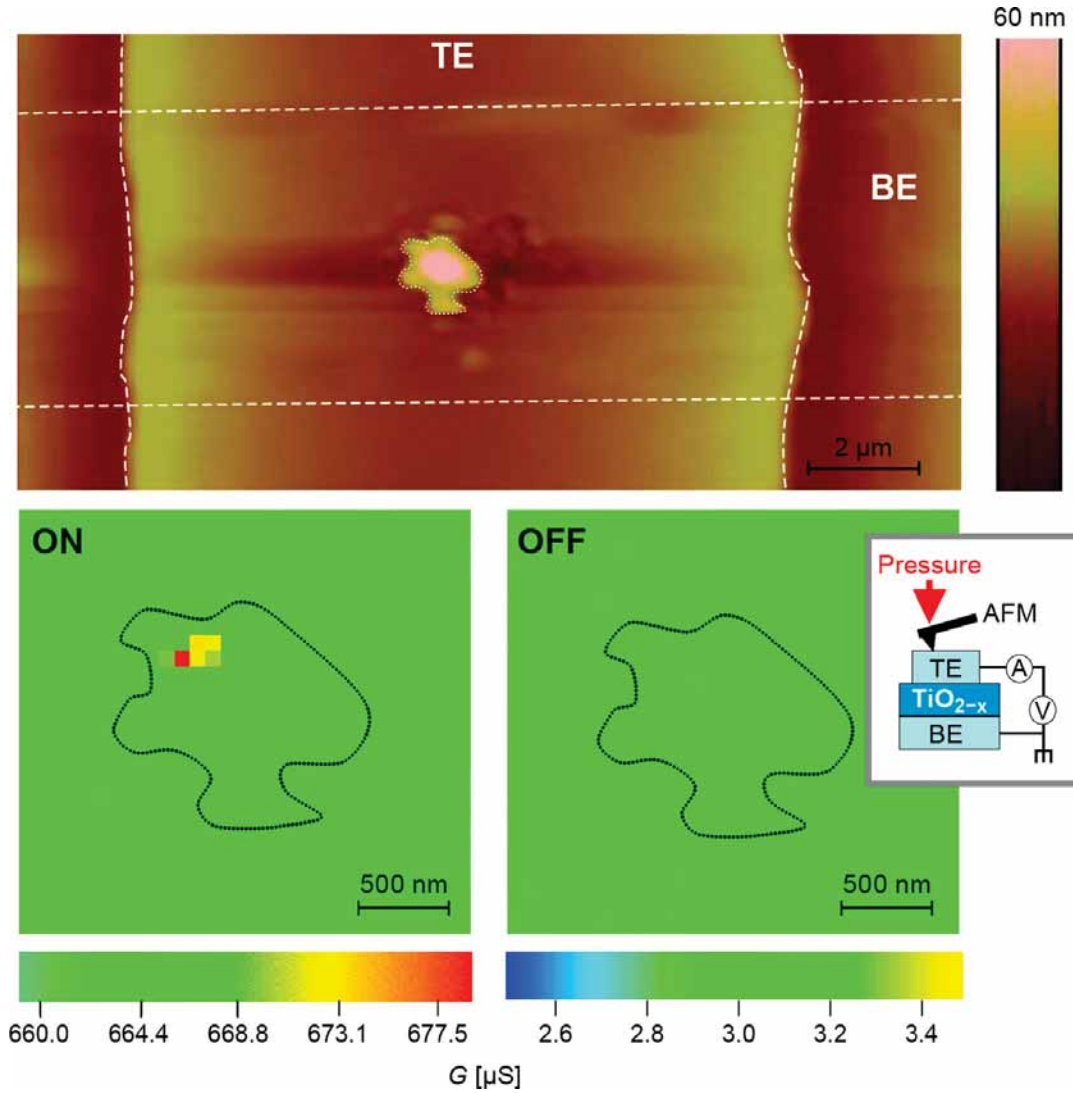 60 nm
TE
BE
2 μm
ON
OFF
Pressure
AFM
TE
A
TiO2−x
V
BE
500 nm
500 nm
660.0 664.4 668.8 673.1 677.5
2.6 2.8 3.0 3.2 3.4
G [μS]